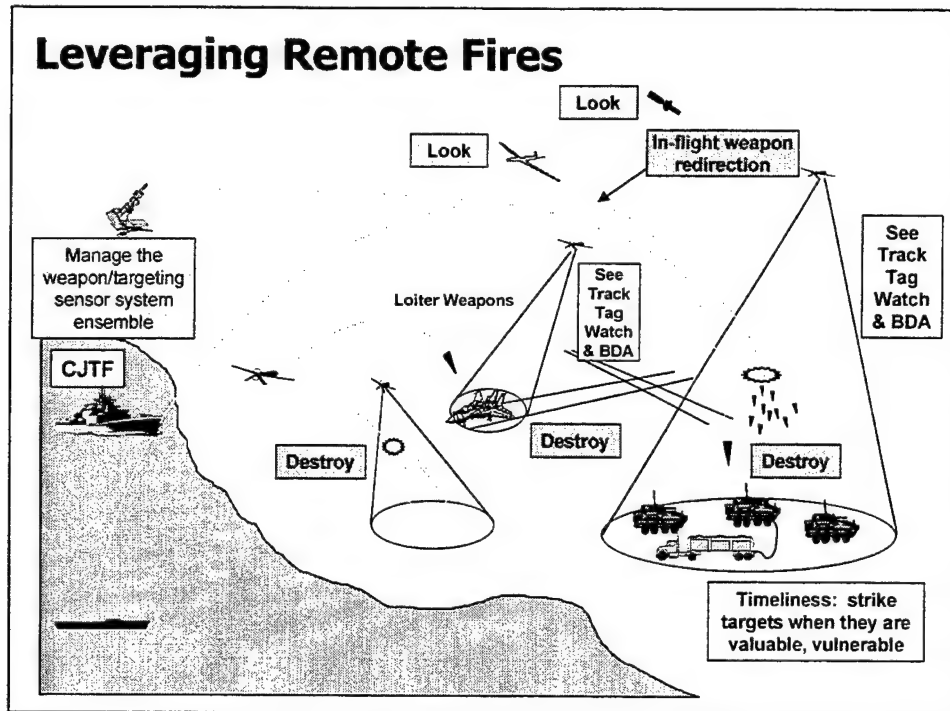 Leveraging Remote Fires
Look
Look
In-flight weapon
redirection
Manage the
weapon/targeting
sensor system
ensemble
CJTF
Loiter Weapons
See
Track
Tag
Watch
& BDA
See
Track
Tag
Watch
& BDA
Destroy
Destroy
Destroy
Timeliness: strike
targets when they are
valuable, vulnerable